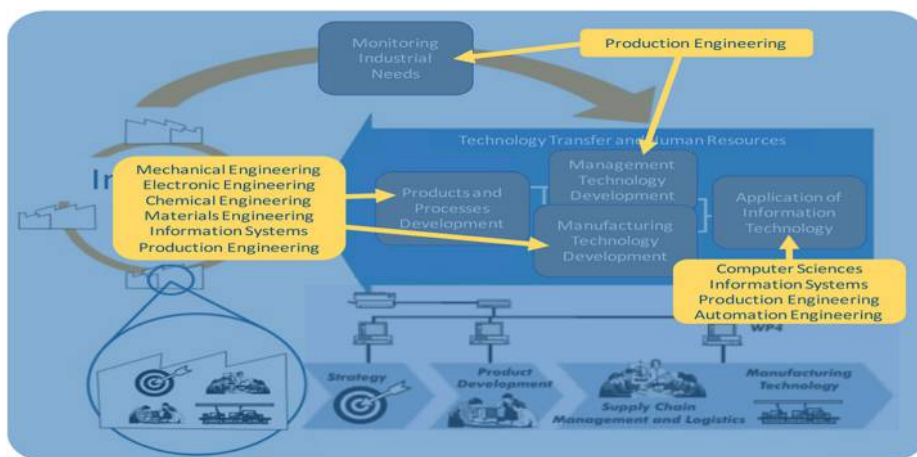 Monitoring
Industrial
Needs
Production Engineering
Technology Transfer and Human Resources
In
Mechanical Engineering
Electronic Engineering
Chemical Engineering
Materials Engineering
Information Systems
Production Engineering
Products and
Processes
Development
Management
Technology
Development
Manufacturing
Technology
Development
Application of
Information
Technology
Computer Sciences
Information Systems
Production Engineering
Automation Engineering
WP4
Strategy
Product
Development
Supply Chain
Management and Logistics
Manufacturing
Technology